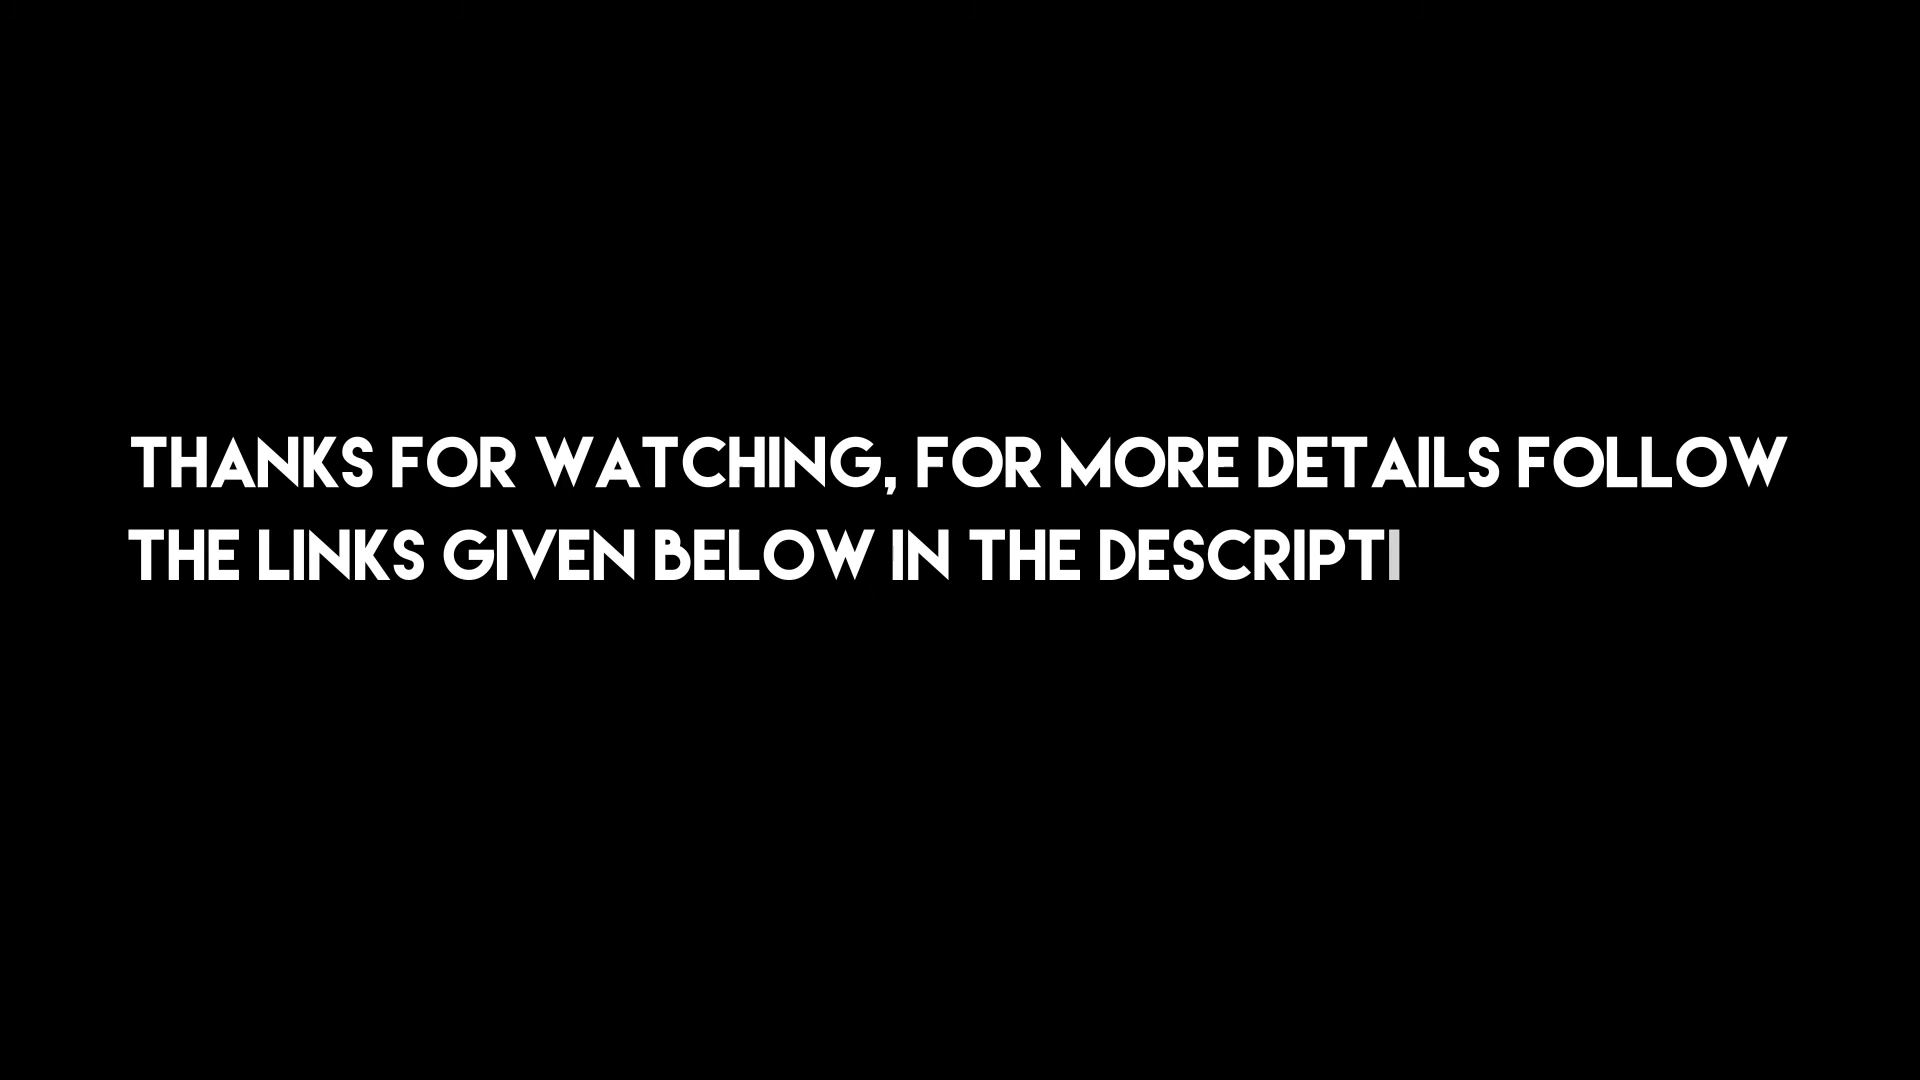 THANKS FOR WATCHING, FOR MORE DETAILS FOLLOW
THE LINKS GIVEN BELOW IN THE DESCRIPTI